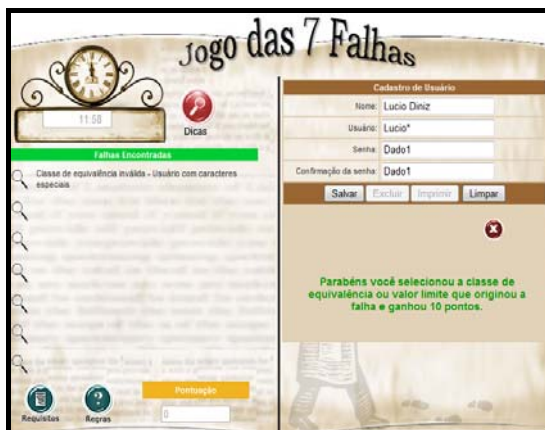 Jogo das 7 Falhas
11:58
Dicas
Falhas Encontradas
Classe de equivalência inválida - Usuário com caracteres
especiais
Requisitos
Regras
Pontuação
0
Cadastro de Usuário
Nome: Lucio Diniz
Usuário: Lucio*
Senha: Dado1
Confirmação da senha: Dado1
Salvar Excluir Imprimir Limpar
Parabéns você selecionou a classe de
equivalência ou valor limite que originou a
falha e ganhou 10 pontos.